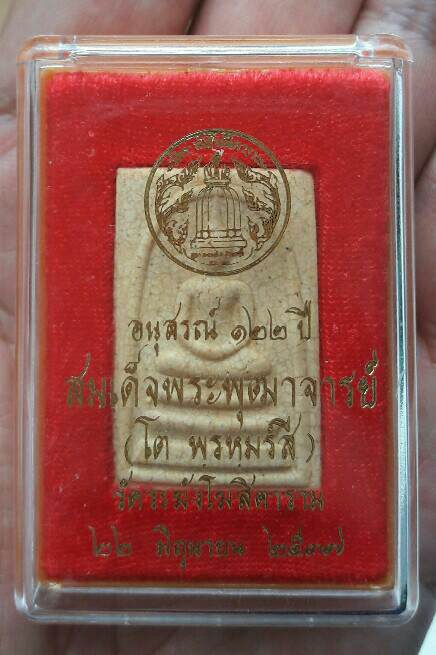 อนุสรณ์ ๑๒๒ ปี
สมเด็จพระพุฒาจารย์
(โต พรหฺมรํสี)
วัดระฆังโฆสิตาราม
๒๒ มิถุนายน ๒๕๓๗